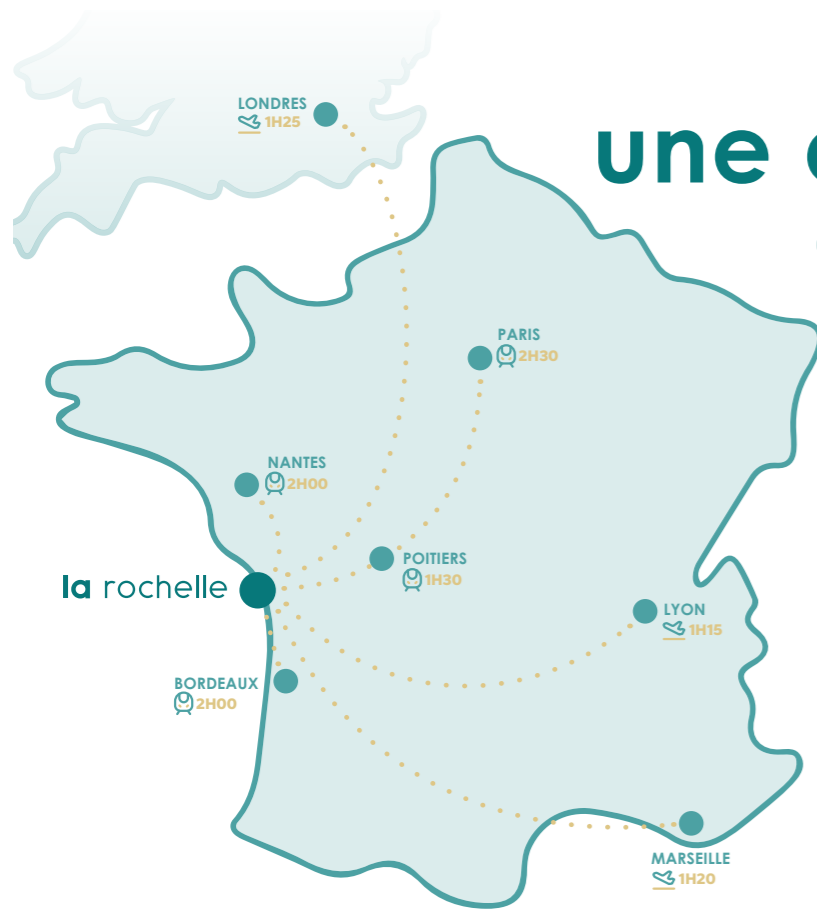 LONDRES
1H25
une
PARIS
2H30
NANTES
2H00
POITIERS
1H30
la rochelle
LYON
1H15
BORDEAUX
2H00
MARSEILLE
1H20